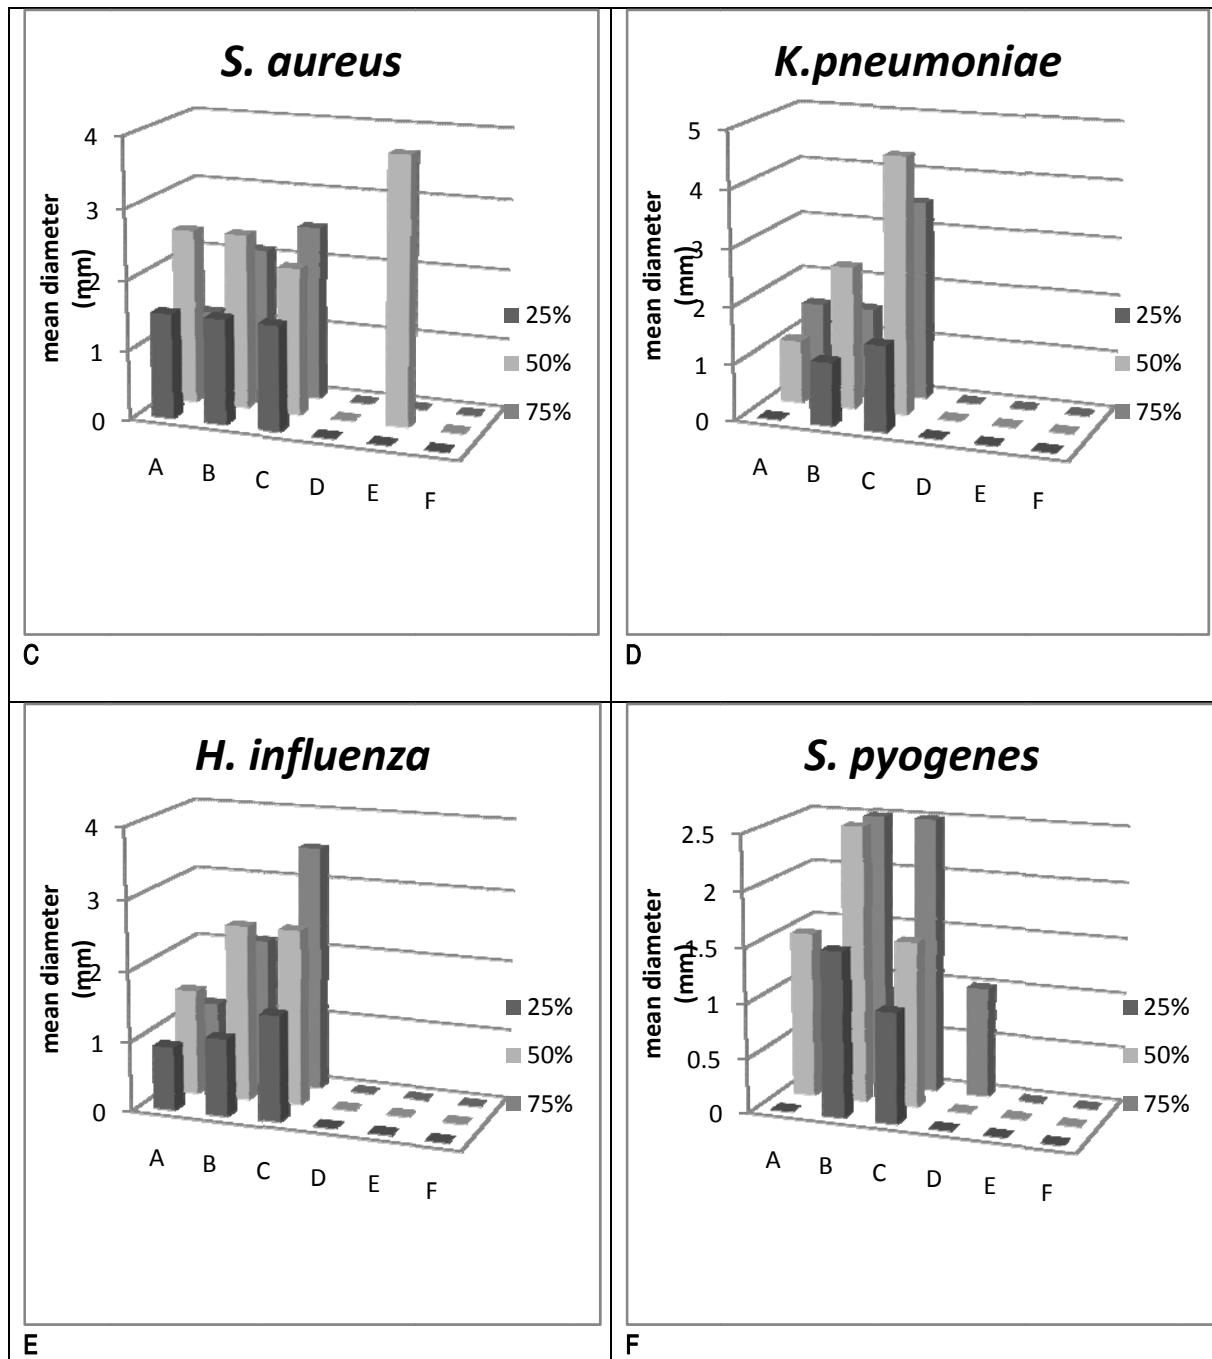 S. aureus
4
3
2
1
0
mean diameter
(mm)
A B C D E F
25%
50%
75%
C
K.pneumoniae
5
4
3
2
1
0
mean diameter
(mm)
A B C D E F
25%
50%
75%
D
H. influenza
4
3
2
1
0
mean diameter
(mm)
A B C D E F
25%
50%
75%
E
S. pyogenes
2.5
2
1.5
1
0.5
0
mean diameter
(mm)
A B C D E F
25%
50%
75%
F